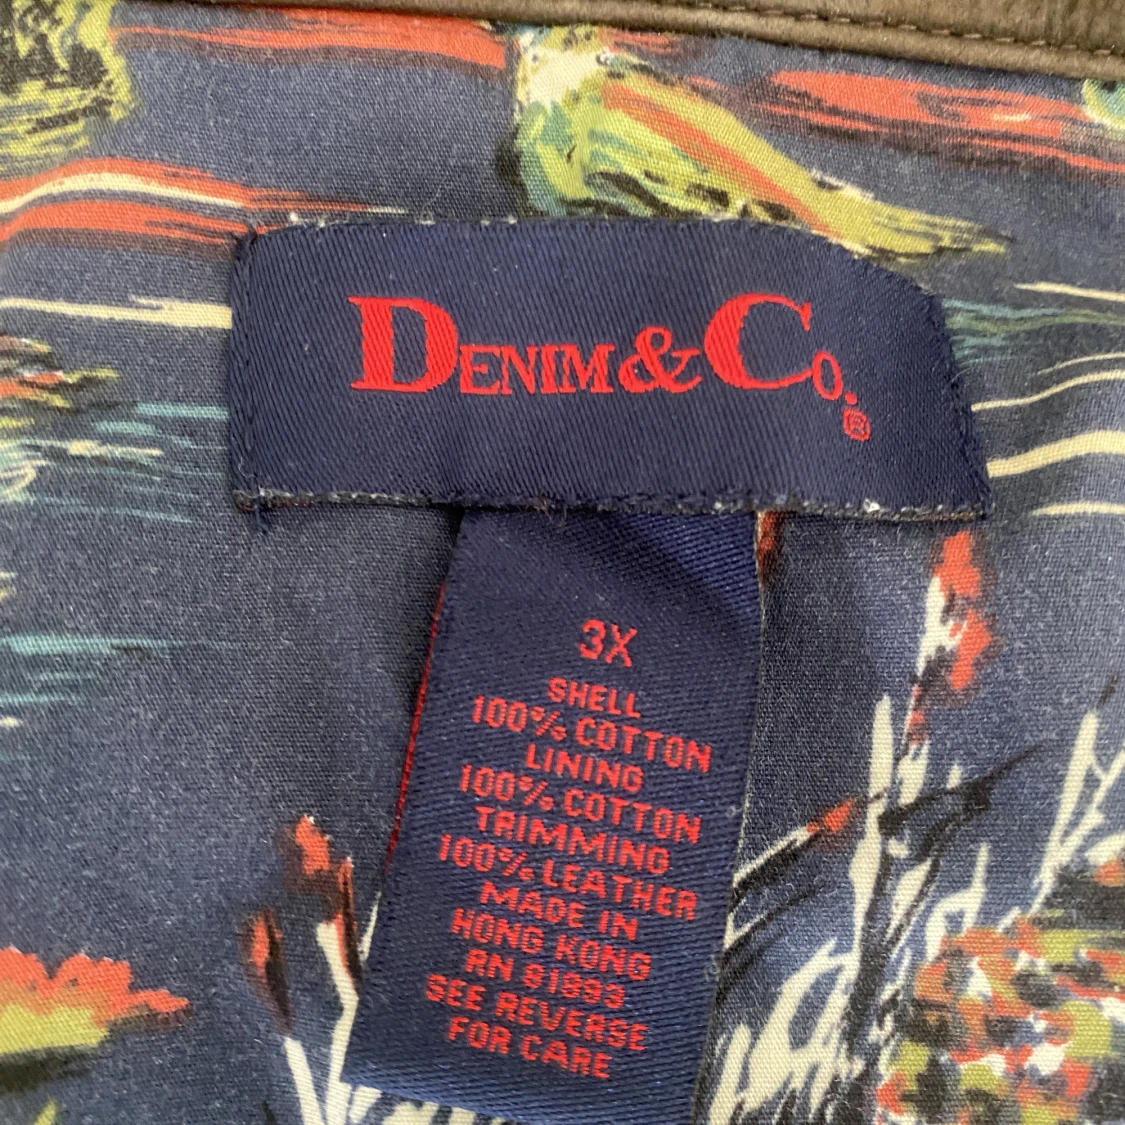 DENIM&CO.®
3X
SHELL
100% COTTON
LINING
100% COTTON
TRIMMING
100% LEATHER
MADE IN
HONG KONG
RN 81893
SEE REVERSE
FOR CARE